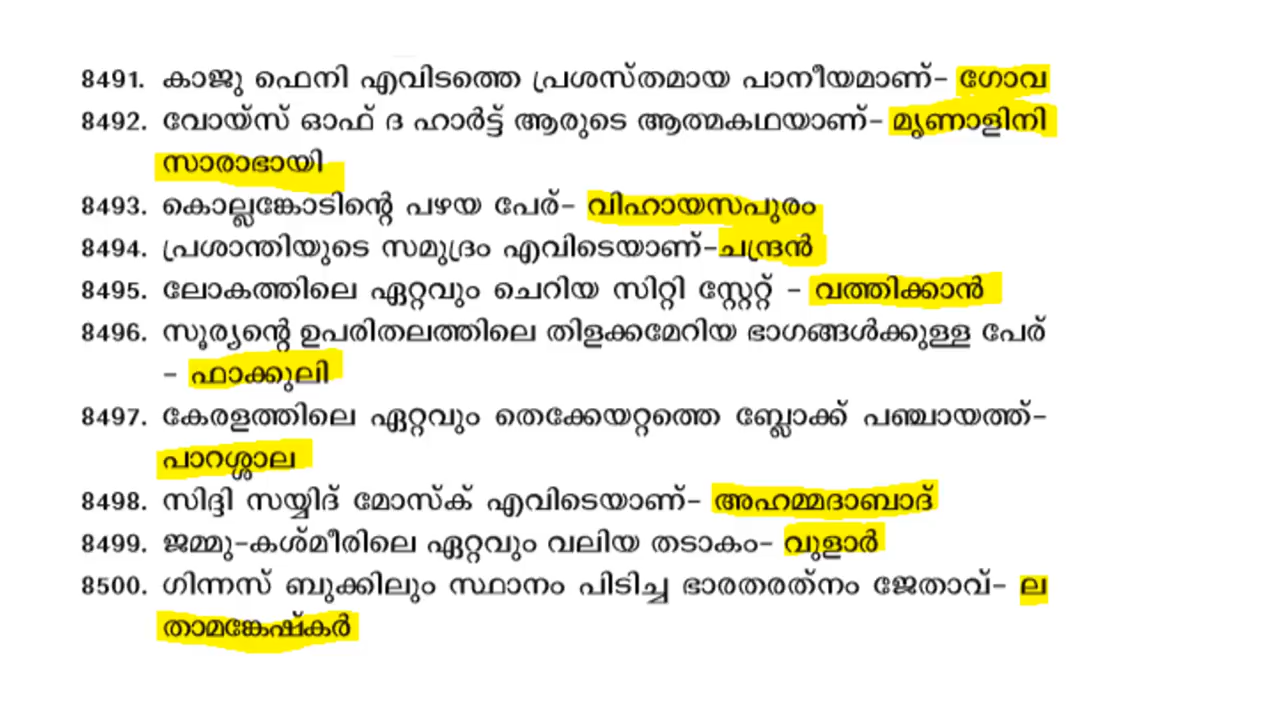 8491. കാജു ഫെനി എവിടത്തെ പ്രശസ്തമായ പാനീയമാണ്- ഗോവ
8492. വോയ്സ് ഓഫ് ദ ഹാർട്ട് ആരുടെ ആത്മകഥയാണ്- മൃണാളിനി
സാരാഭായി
8493. കൊല്ലങ്കോടിന്റെ പഴയ പേര്- വിഹായസപുരം
8494. പ്രശാന്തിയുടെ സമുദ്രം എവിടെയാണ്-ചന്ദ്രൻ
8495. ലോകത്തിലെ ഏറ്റവും ചെറിയ സിറ്റി സ്റ്റേറ്റ് - വത്തിക്കാൻ
8496. സൂര്യന്റെ ഉപരിതലത്തിലെ തിളക്കമേറിയ ഭാഗങ്ങൾക്കുള്ള പേര്
- ഫാക്കുലി
8497. കേരളത്തിലെ ഏറ്റവും തെക്കേയറ്റത്തെ ബ്ലോക്ക് പഞ്ചായത്ത്-
പാറശ്ശാല
8498. സിദ്ദി സയ്യിദ് മോസ്ക് എവിടെയാണ്- അഹമ്മദാബാദ്
8499. ജമ്മു-കശ്മീരിലെ ഏറ്റവും വലിയ തടാകം- വുളാർ
8500. ഗിന്നസ് ബുക്കിലും സ്ഥാനം പിടിച്ച ഭാരതരത്നം ജേതാവ്- ല
താമങ്കേഷ്കർ